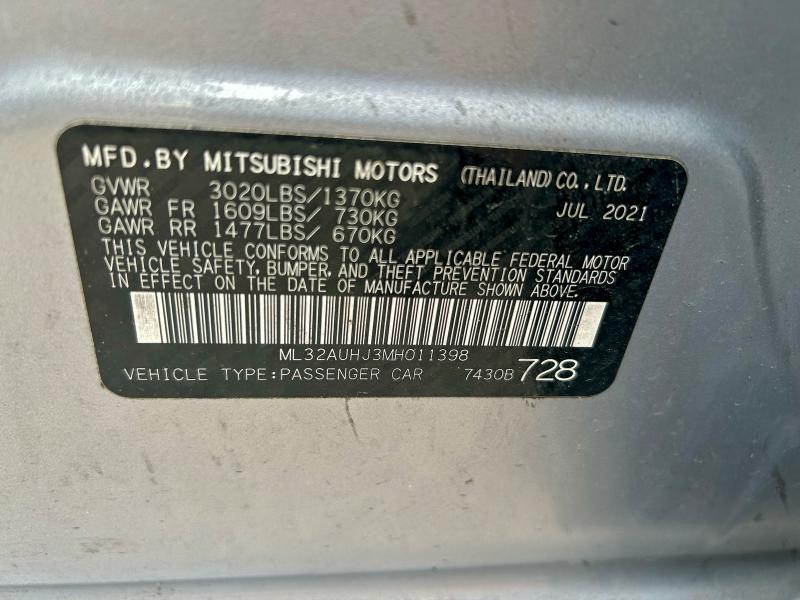 MFD.BY MITSUBISHI MOTORS (THAILAND)CO.,LTD.
GVWR 3020LBS/1370KG JUL 2021
GAWR FR 1609LBS/ 730KG
GAWR RR 1477LBS/ 670KG
THIS VEHICLE CONFORMS TO ALL APPLICABLE FEDERAL MOTOR
VEHICLE SAFETY, BUMPER, AND THEFT PREVENTION STANDARDS
IN EFFECT ON THE DATE OF MANUFACTURE SHOWN ABOVE.
ML32AUHJ3MH011398
VEHICLE TYPE:PASSENGER CAR 7430B 728